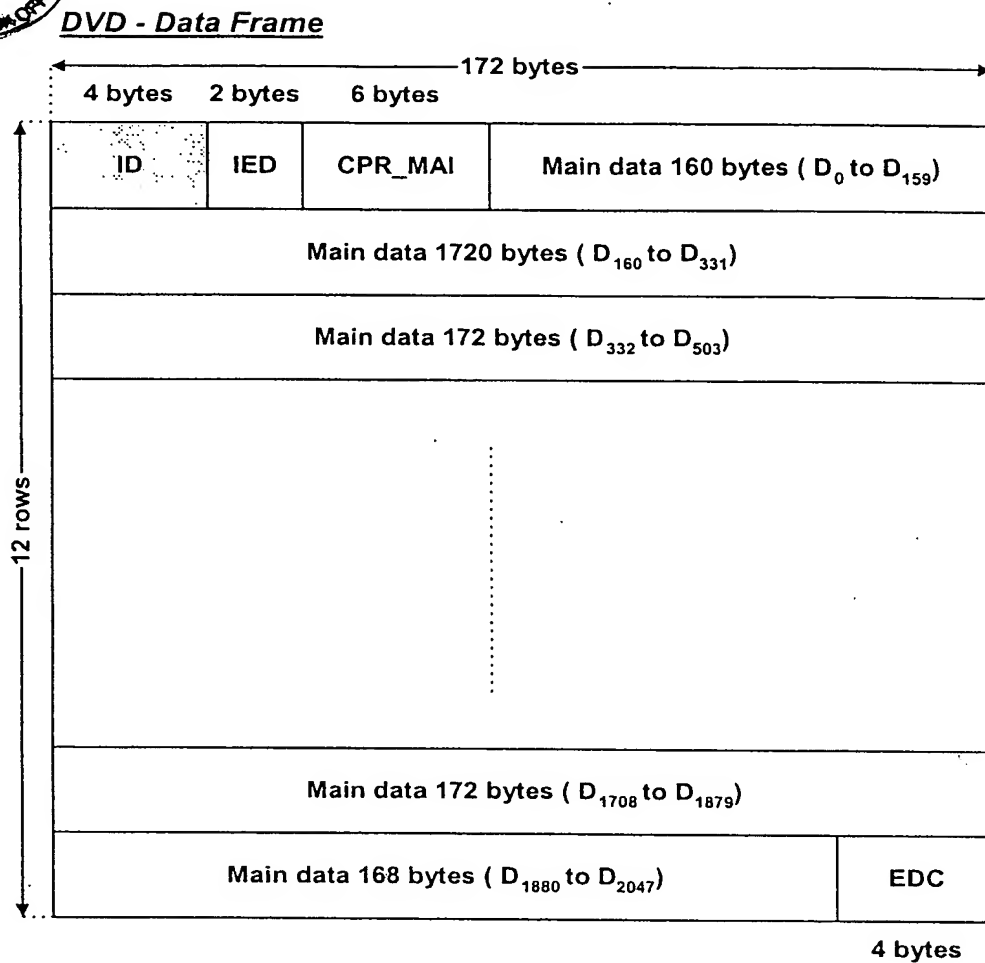 DVD - Data Frame
172 bytes
4 bytes 2 bytes 6 bytes
ID IED CPR_MAI Main data 160 bytes ( D₀ to D₁₅₉)
Main data 1720 bytes ( D₁₆₀ to D₃₃₁)
Main data 172 bytes ( D₃₃₂ to D₅₀₃)
12 rows
Main data 172 bytes ( D₁₇₀₈ to D₁₈₇₉)
Main data 168 bytes ( D₁₈₈₀ to D₂₀₄₇) EDC
4 bytes